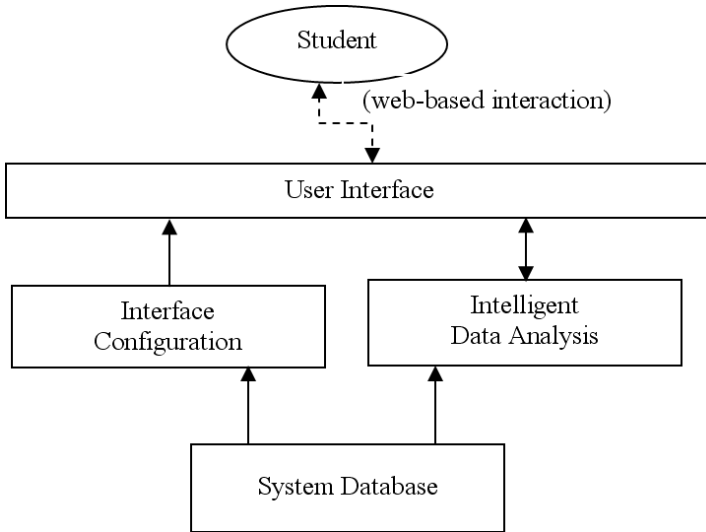 Student
(web-based interaction)
User Interface
Interface
Configuration
Intelligent
Data Analysis
System Database